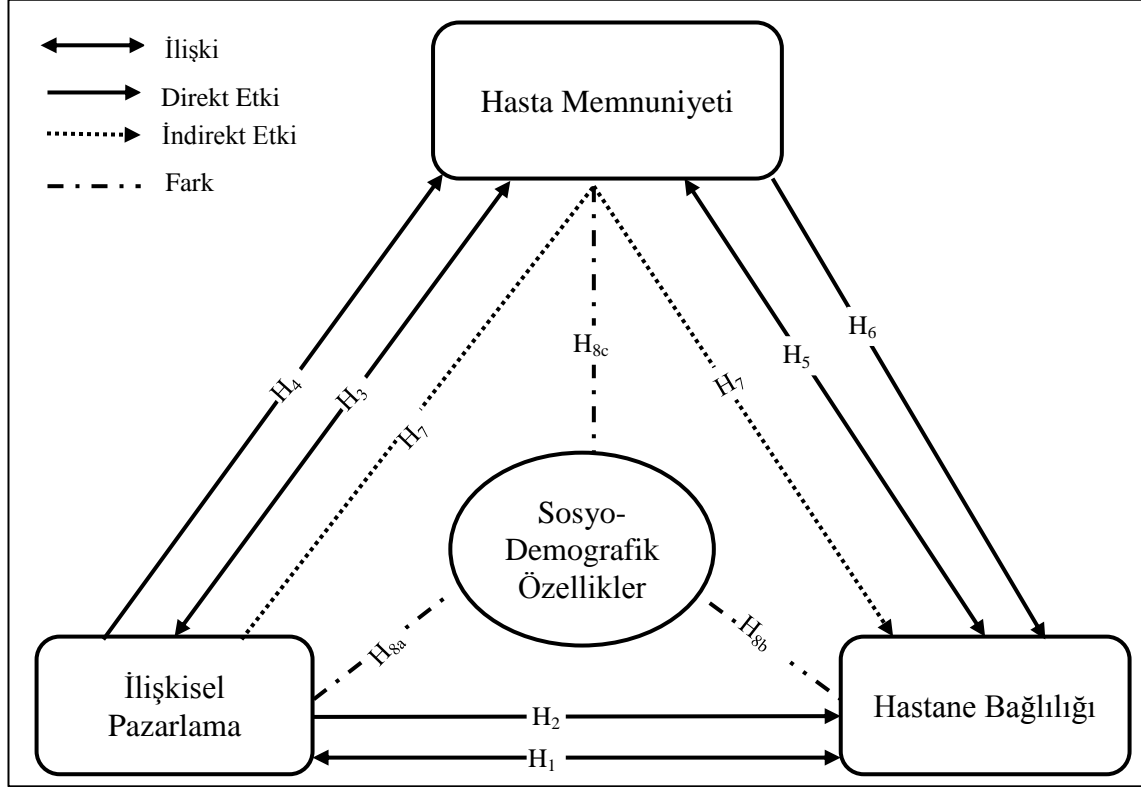 İlişki
Direkt Etki
İndirekt Etki
Fark
Hasta Memnuniyeti
H4
H3
H7
H8c
H7
H5
H6
Sosyo-
Demografik
Özellikler
H8a
H8b
İlişkisel
Pazarlama
H2
H1
Hastane Bağlılığı